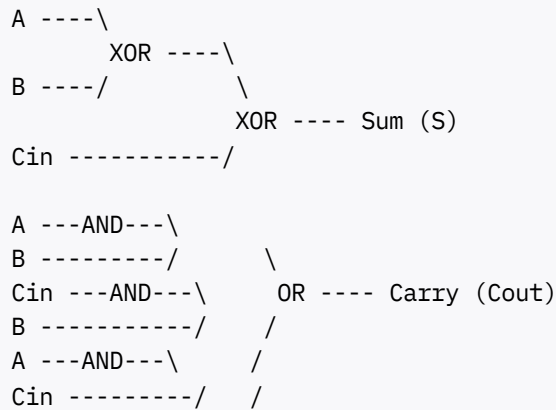 A ----\
XOR ----\
B ----/ \
XOR ---- Sum (S)
Cin -----------/
A ---AND---\
B ---------/ \
Cin ---AND---\ OR ---- Carry (Cout)
B -----------/ /
A ---AND---\ /
Cin ---------/ /